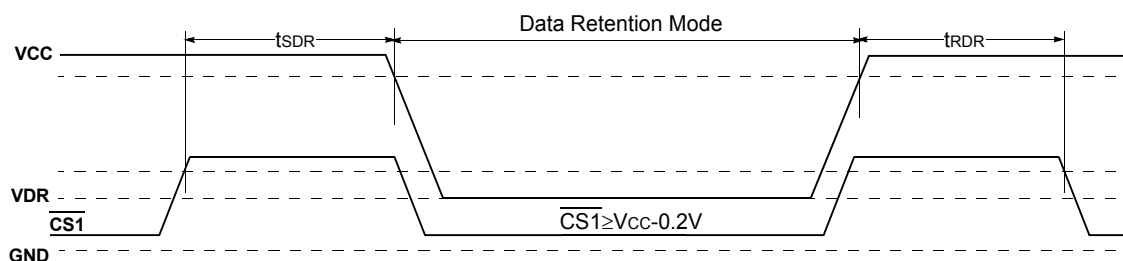 Data Retention Mode
tSDR
tRDR
VCC
VDR
CS1
CS1≥VCC-0.2V
GND